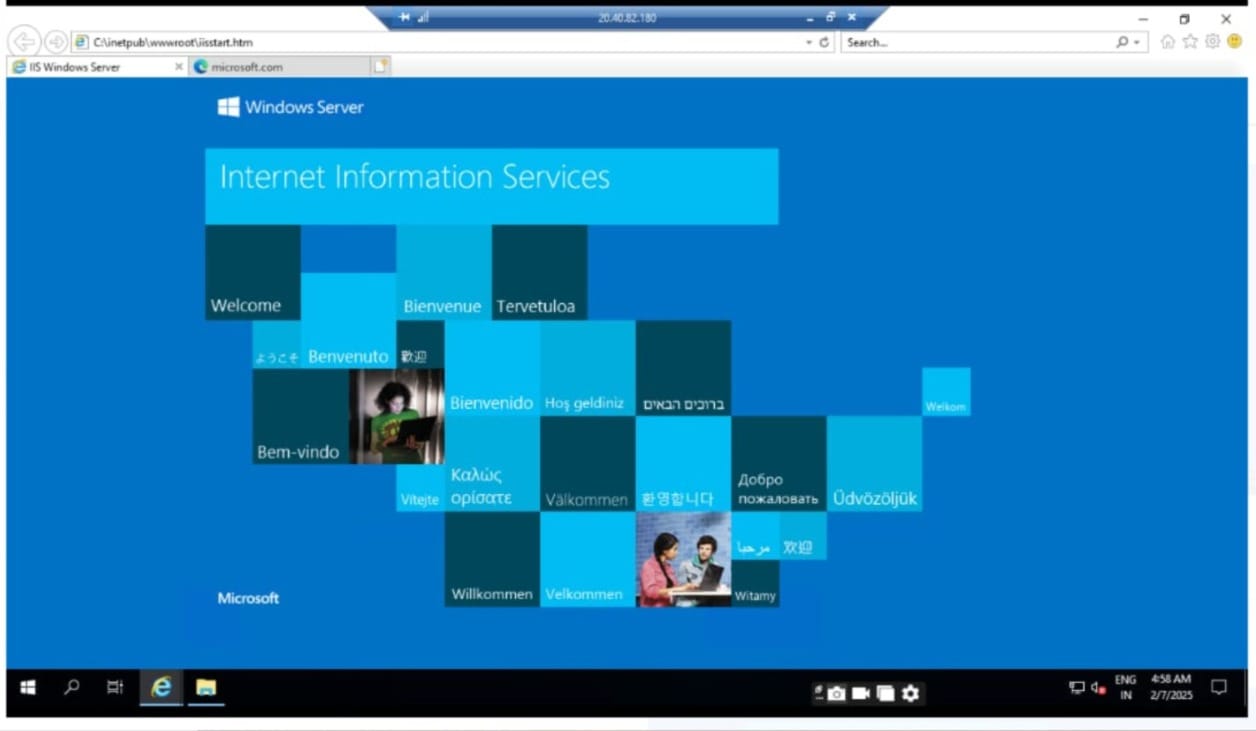 20.40.82.180
C:\inetpub\wwwroot\iisstart.htm
Search...
IIS Windows Server
microsoft.com
Windows Server
Internet Information Services
Welcome
Bienvenue
Tervetuloa
ようこそ
Benvenuto
歡迎
Bienvenido
Hoş geldiniz
ברוכים הבאים
Welkom
Bem-vindo
Vítejte
Καλώς
ορίσατε
Välkommen
환영합니다
Добро
пожаловать
Üdvözöljük
Willkommen
Velkommen
مرحبا
欢迎
Witamy
Microsoft
ENG
IN
4:58 AM
2/7/2025